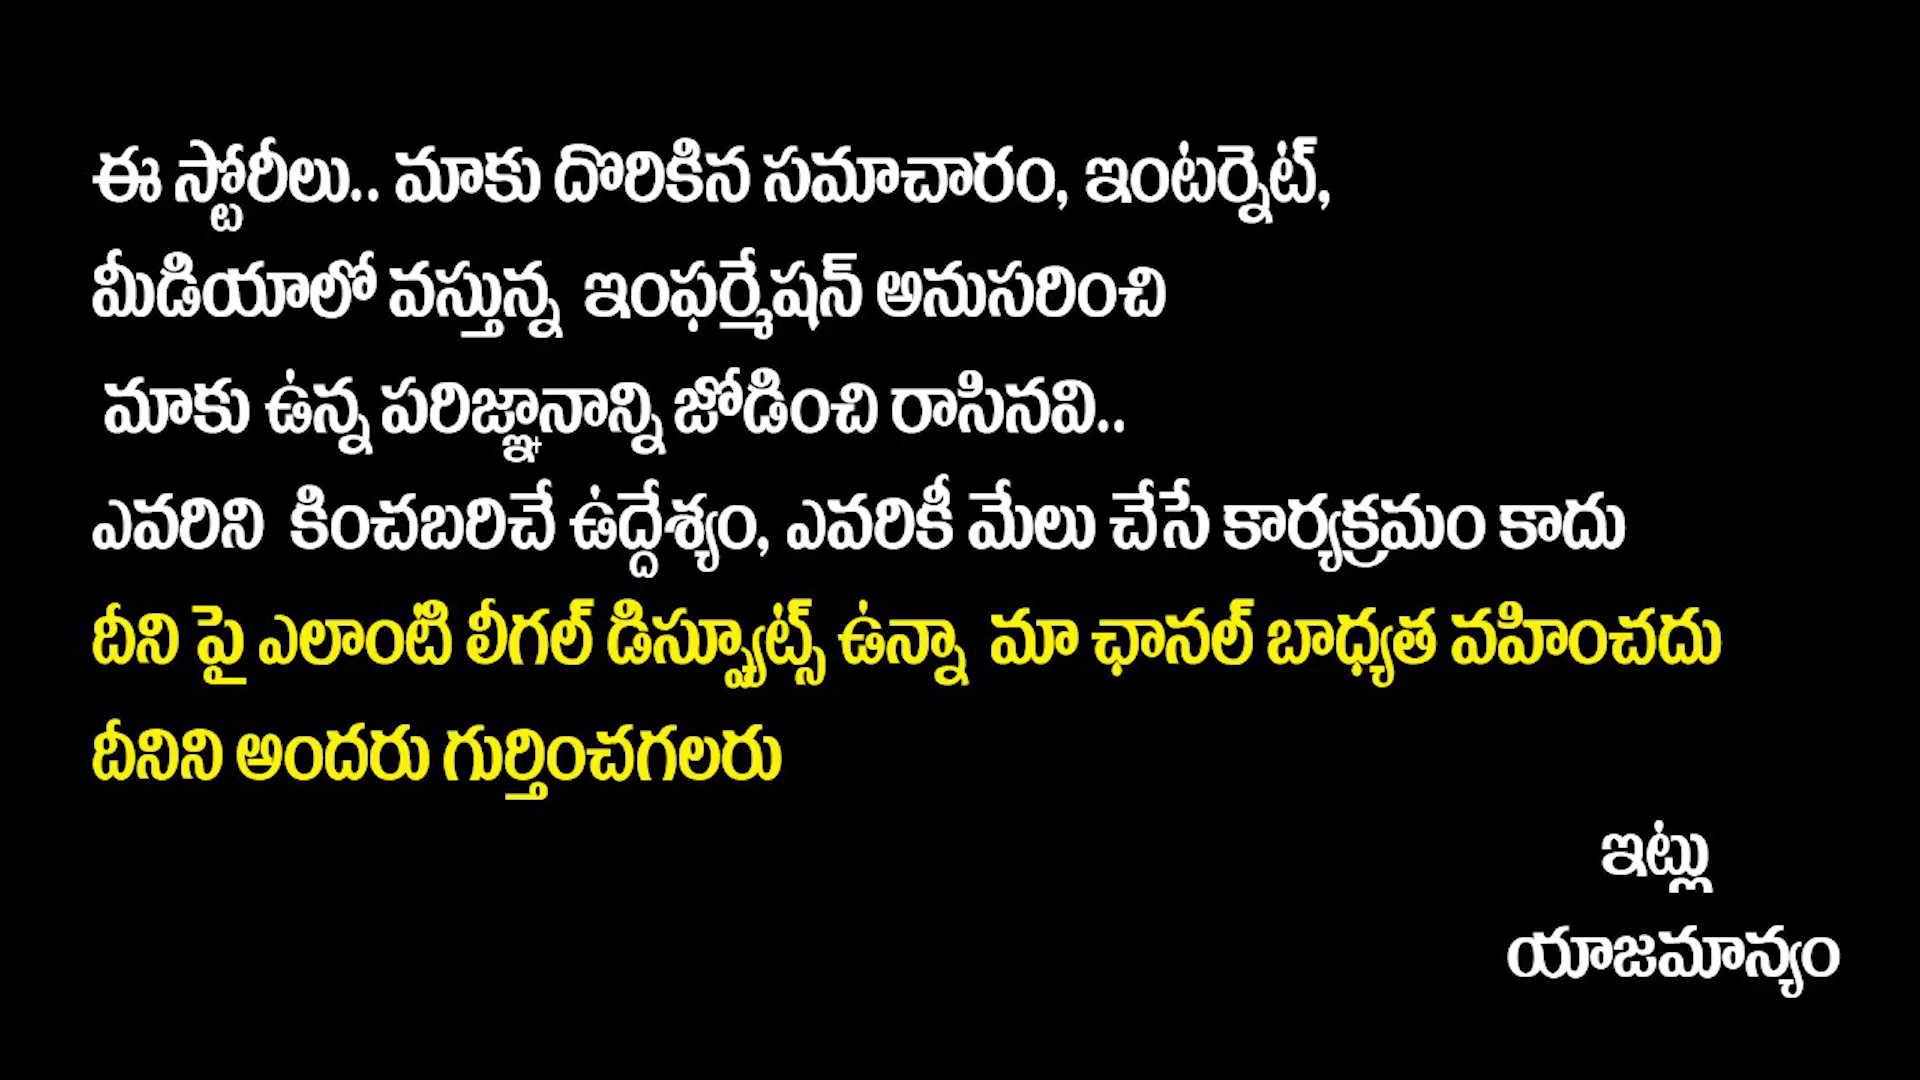 ఈ స్టోరీలు.. మాకు దొరికిన సమాచారం, ఇంటర్నెట్,
మీడియాలో వస్తున్న ఇంఫర్మేషన్ అనుసరించి
మాకు ఉన్న పరిజ్ఞానాన్ని జోడించి రాసినవి..
ఎవరిని కించబరిచే ఉద్దేశ్యం, ఎవరికీ మేలు చేసే కార్యక్రమం కాదు
దీని పై ఎలాంటి లీగల్ డిస్ప్యూట్స్ ఉన్నా మా ఛానల్ బాధ్యత వహించదు
దీనిని అందరు గుర్తించగలరు
ఇట్లు
యాజమాన్యం